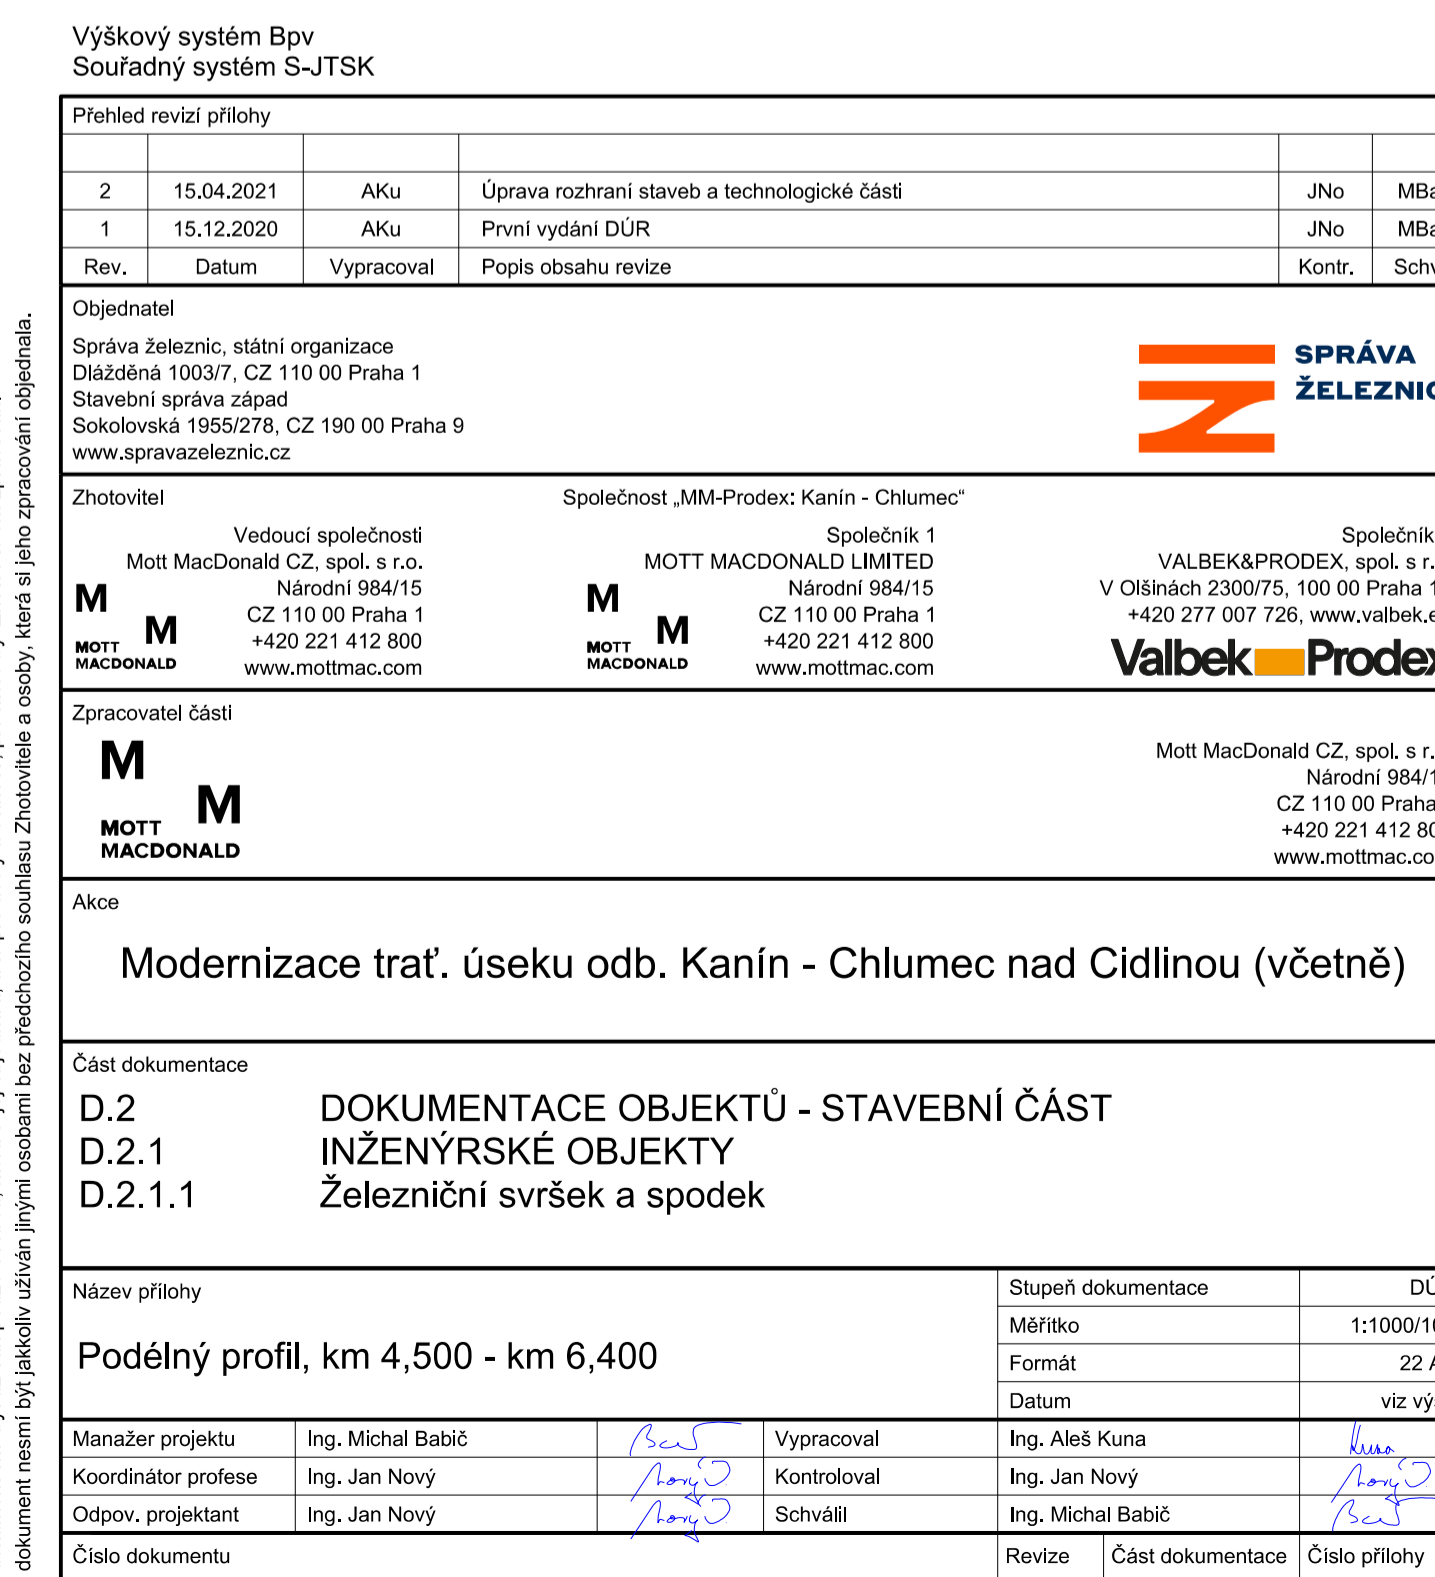 Výškový systém Bpv
Souřadný systém S-JTSK
Přehled revizí přílohy
2 15.04.2021 AKu Úprava rozhraní staveb a technologické části JNo MBa
1 15.12.2020 AKu První vydání DÚR JNo MBa
Rev. Datum Vypracoval Popis obsahu revize Kontr. Schv
Objednatel
Správa železnic, státní organizace
Dlážděná 1003/7, CZ 110 00 Praha 1
Stavební správa západ
Sokolovská 1955/278, CZ 190 00 Praha 9
www.spravazeleznic.cz
SPRÁVA
ŽELEZNIC
Zhotovitel
Společnost „MM-Prodex: Kanín - Chlumec“
Vedoucí společnosti
Mott MacDonald CZ, spol. s r.o.
Národní 984/15
CZ 110 00 Praha 1
+420 221 412 800
www.mottmac.com
M
M
MOTT
MACDONALD
Společník 1
MOTT MACDONALD LIMITED
Národní 984/15
CZ 110 00 Praha 1
+420 221 412 800
www.mottmac.com
M
M
MOTT
MACDONALD
Společník
VALBEK&PRODEX, spol. s r.
V Olšinách 2300/75, 100 00 Praha 1
+420 277 007 726, www.valbek.e
Valbek Prodex
Zpracovatel části
M
M
MOTT
MACDONALD
Mott MacDonald CZ, spol. s r.
Národní 984/1
CZ 110 00 Praha
+420 221 412 80
www.mottmac.co
Akce
Modernizace trať. úseku odb. Kanín - Chlumec nad Cidlinou (včetně)
Část dokumentace
D.2 DOKUMENTACE OBJEKTŮ - STAVEBNÍ ČÁST
D.2.1 INŽENÝRSKÉ OBJEKTY
D.2.1.1 Železniční svršek a spodek
Název přílohy
Podélný profil, km 4,500 - km 6,400
Stupeň dokumentace DÚ
Měřítko 1:1000/10
Formát 22 A
Datum viz výš
Manažer projektu Ing. Michal Babič Vypracoval Ing. Aleš Kuna Kuna
Koordinátor profese Ing. Jan Nový Nový Kontroloval Ing. Jan Nový Nový
Odpov. projektant Ing. Jan Nový Nový Schválil Ing. Michal Babič
Číslo dokumentu Revize Část dokumentace Číslo přílohy
dokument nesmí být jakkoliv užíván jinými osobami bez předchozího souhlasu Zhotovitele a osoby, která si jeho zpracování objednala.